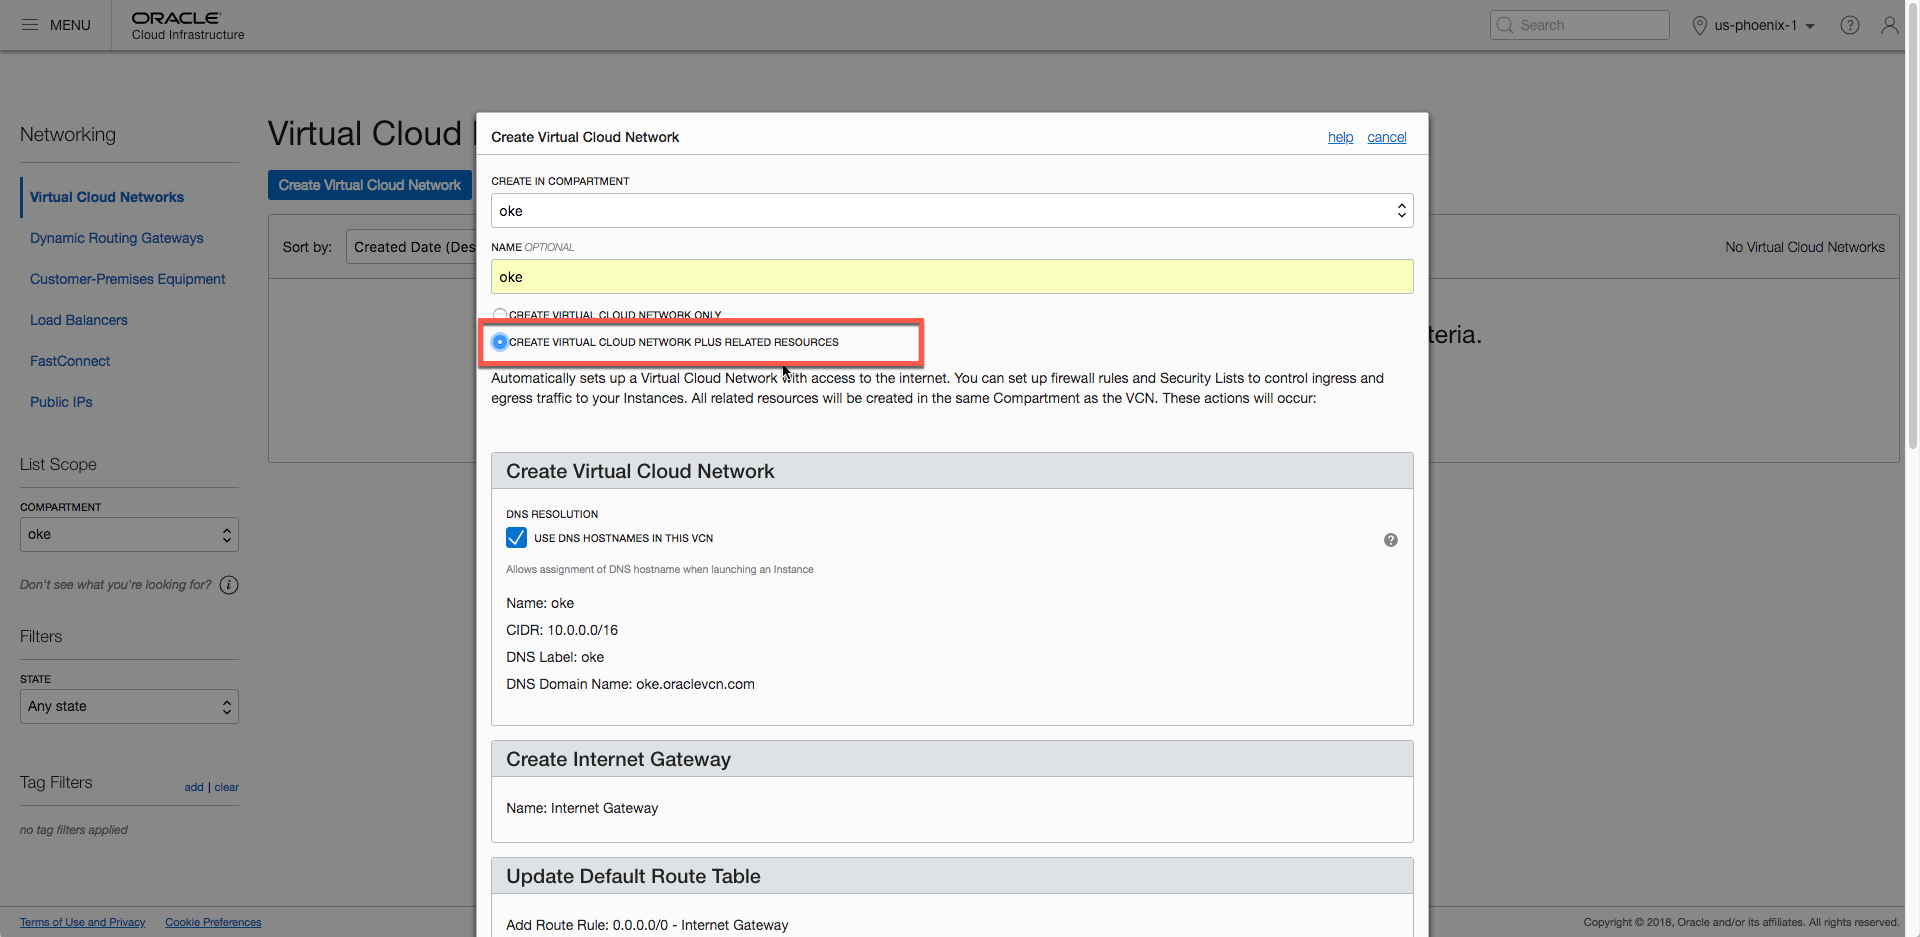 MENU
ORACLE
Cloud Infrastructure
Search
us-phoenix-1
?
Networking
Virtual Cloud Networks
Dynamic Routing Gateways
Customer-Premises Equipment
Load Balancers
FastConnect
Public IPs
List Scope
COMPARTMENT
oke
Don't see what you're looking for?
i
Filters
STATE
Any state
Tag Filters
add | clear
no tag filters applied
Virtual Cloud
Create Virtual Cloud Network
Sort by:
Created Date (Des
No Virtual Cloud Networks
teria.
Create Virtual Cloud Network
help
cancel
CREATE IN COMPARTMENT
oke
NAME OPTIONAL
oke
CREATE VIRTUAL CLOUD NETWORK ONLY
CREATE VIRTUAL CLOUD NETWORK PLUS RELATED RESOURCES
Automatically sets up a Virtual Cloud Network with access to the internet. You can set up firewall rules and Security Lists to control ingress and
egress traffic to your Instances. All related resources will be created in the same Compartment as the VCN. These actions will occur:
Create Virtual Cloud Network
DNS RESOLUTION
USE DNS HOSTNAMES IN THIS VCN
?
Allows assignment of DNS hostname when launching an Instance
Name: oke
CIDR: 10.0.0.0/16
DNS Label: oke
DNS Domain Name: oke.oraclevcn.com
Create Internet Gateway
Name: Internet Gateway
Update Default Route Table
Add Route Rule: 0.0.0.0/0 - Internet Gateway
Terms of Use and Privacy
Cookie Preferences
Copyright © 2018, Oracle and/or its affiliates. All rights reserved.